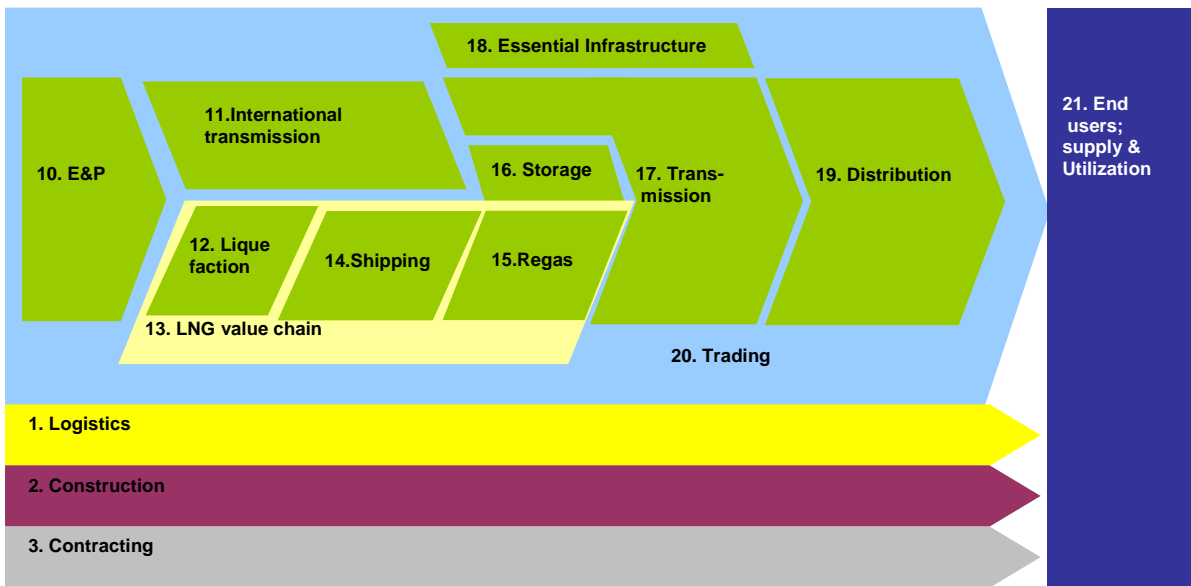 18. Essential Infrastructure
10. E&P
11.International
transmission
16. Storage
17. Trans-
mission
19. Distribution
21. End
users;
supply &
Utilization
12. Lique
faction
14.Shipping
15.Regas
13. LNG value chain
20. Trading
1. Logistics
2. Construction
3. Contracting